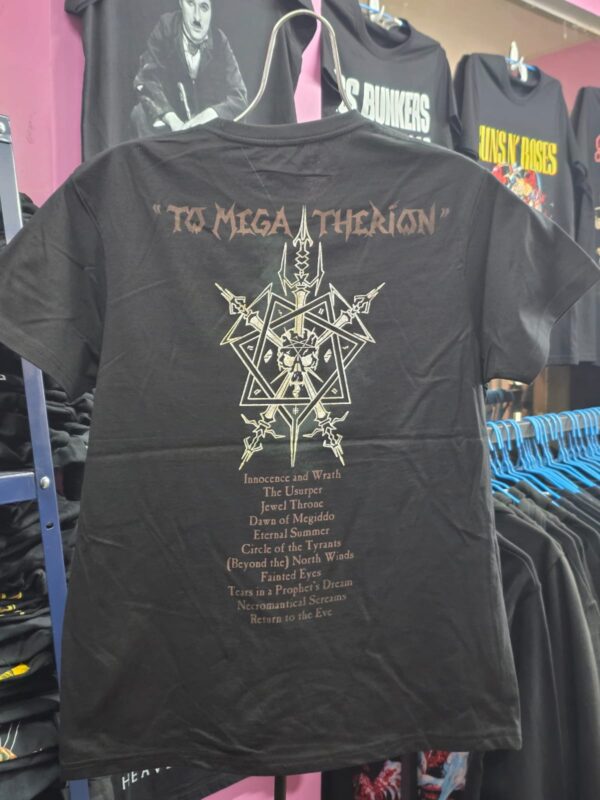 BUNKERS
GUNS N' ROSES
"TO MEGA THERION"
Innocence and Wrath
The Usurper
Jewel Throne
Dawn of Megiddo
Eternal Summer
Circle of the Tyrants
(Beyond the) North Winds
Fainted Eyes
Tears in a Prophet's Dream
Necromantical Screams
Return to the Eve